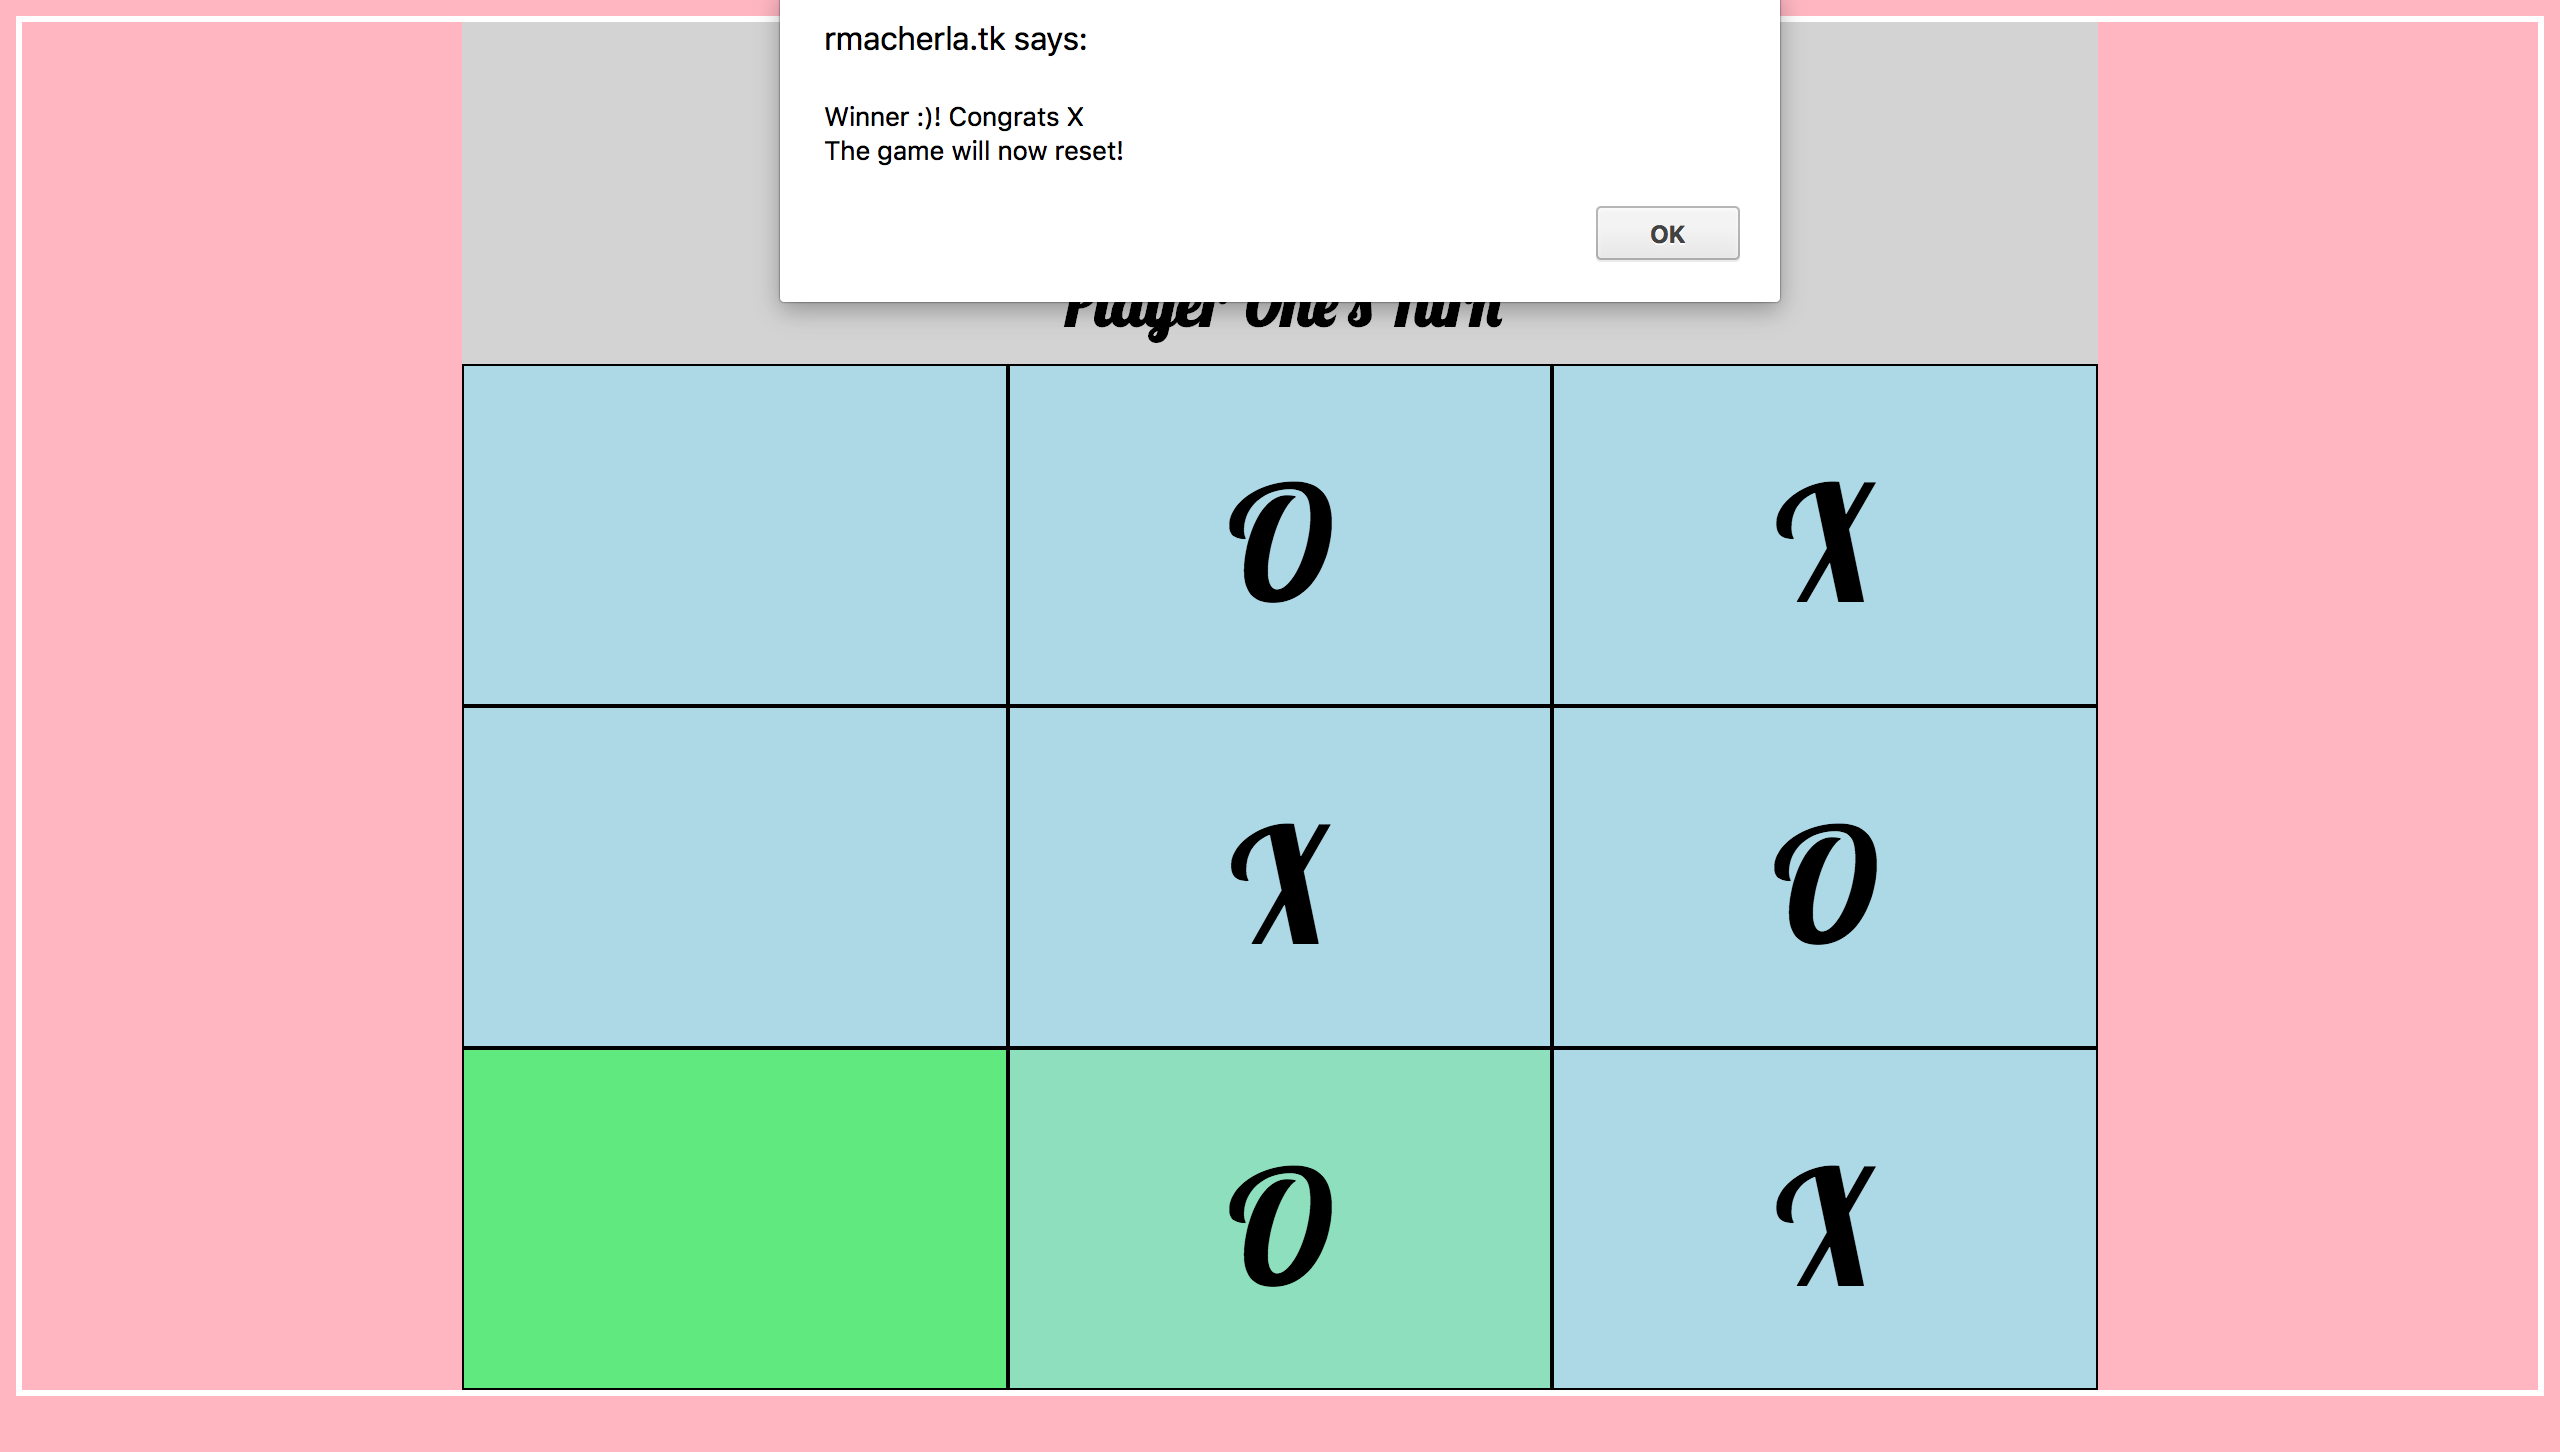 rmacherla.tk says:
Winner :)! Congrats X
The game will now reset!
OK
Player One's Turn
O X
X O
O X